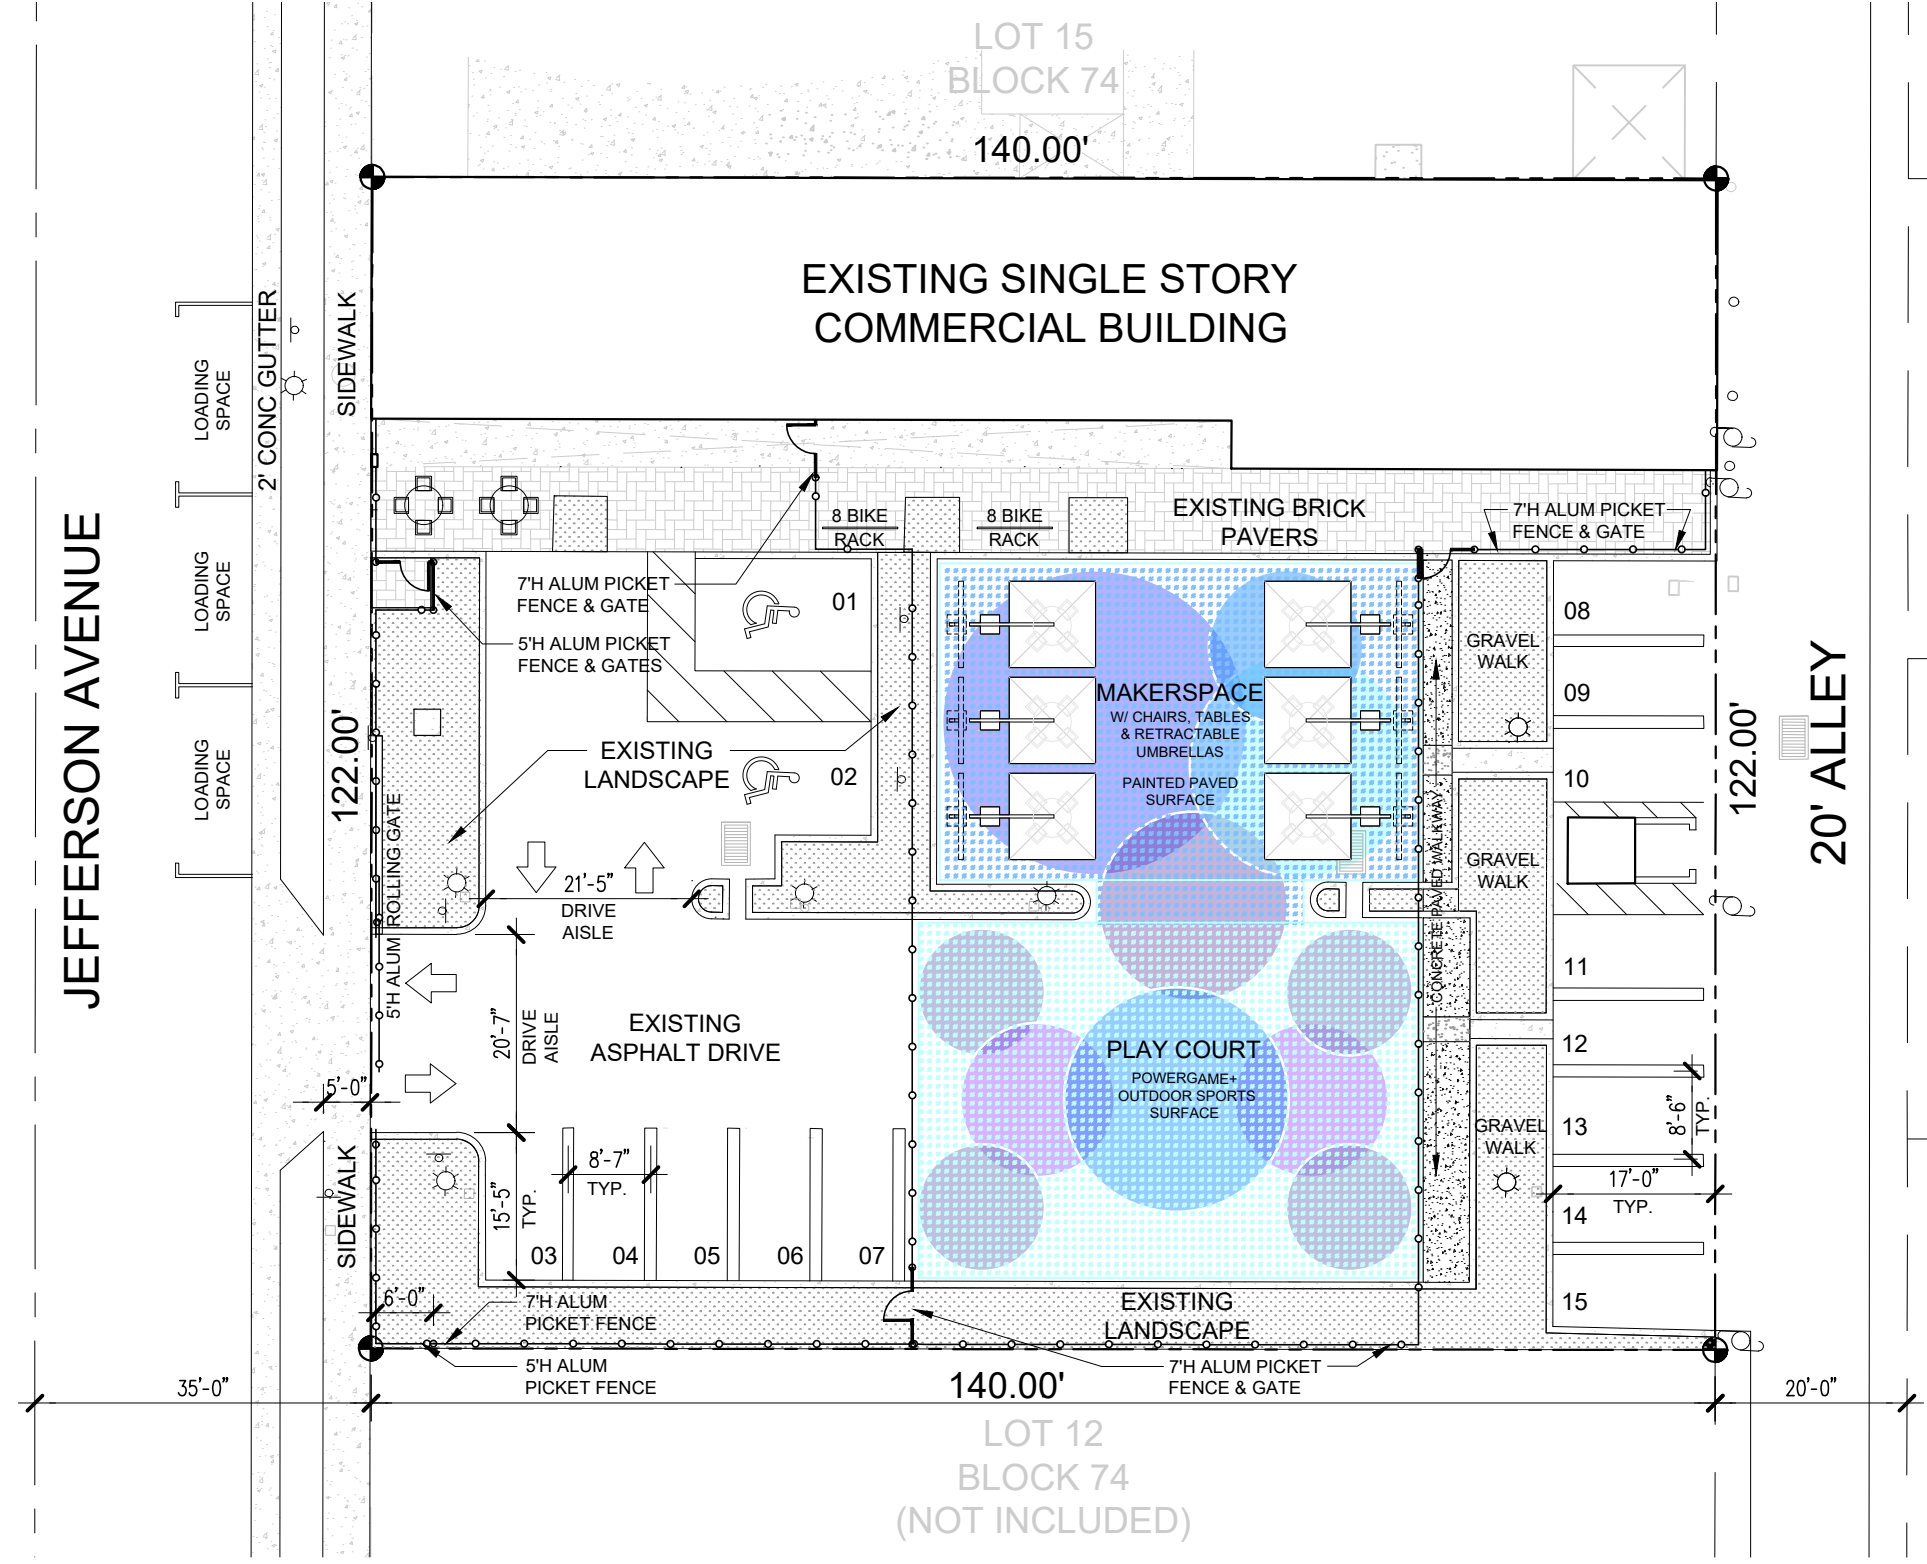 LOT 15
BLOCK 74
140.00'
EXISTING SINGLE STORY
COMMERCIAL BUILDING
JEFFERSON AVENUE
LOADING
SPACE
LOADING
SPACE
LOADING
SPACE
2' CONC GUTTER
SIDEWALK
122.00'
5'H ALUM ROLLING GATE
8 BIKE
RACK
8 BIKE
RACK
EXISTING BRICK
PAVERS
7'H ALUM PICKET
FENCE & GATE
7'H ALUM PICKET
FENCE & GATE
5'H ALUM PICKET
FENCE & GATES
01
02
EXISTING
LANDSCAPE
MAKERSPACE
W/ CHAIRS, TABLES
& RETRACTABLE
UMBRELLAS
PAINTED PAVED
SURFACE
CONCRETE PAVED WALKWAY
GRAVEL
WALK
GRAVEL
WALK
GRAVEL
WALK
08
09
10
11
12
13
14
15
122.00'
20' ALLEY
21'-5"
DRIVE
AISLE
20'-7"
DRIVE
AISLE
EXISTING
ASPHALT DRIVE
PLAY COURT
POWERGAME+
OUTDOOR SPORTS
SURFACE
5'-0"
SIDEWALK
8'-7"
TYP.
15'-5"
TYP.
03
04
05
06
07
8'-6"
TYP.
17'-0"
TYP.
6'-0"
7'H ALUM
PICKET FENCE
5'H ALUM
PICKET FENCE
EXISTING
LANDSCAPE
7'H ALUM PICKET
FENCE & GATE
35'-0"
140.00'
20'-0"
LOT 12
BLOCK 74
(NOT INCLUDED)